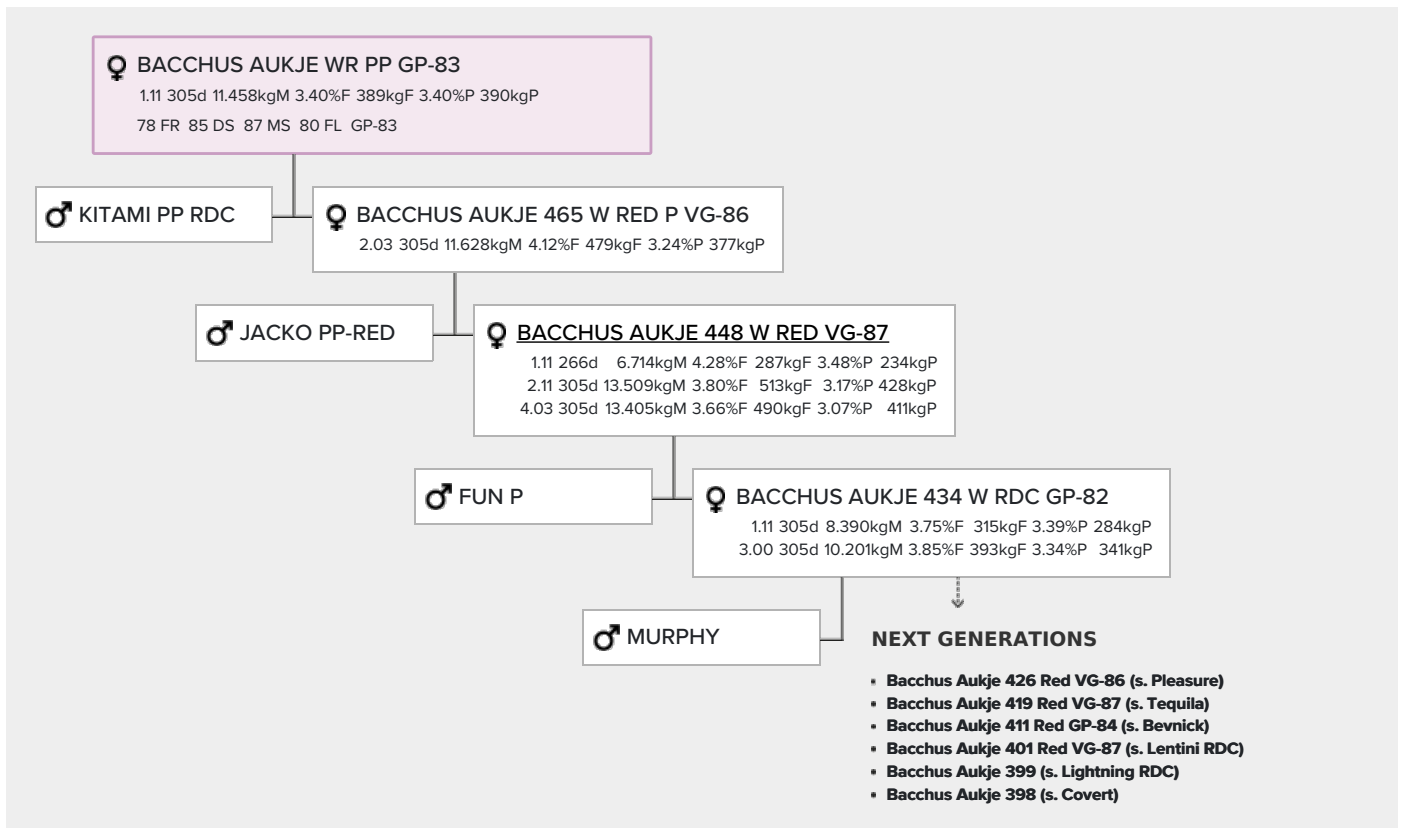 BACCHUS AUKJE WR PP GP-83
1.11 305d 11.458kgM 3.40%F 389kgF 3.40%P 390kgP
78 FR 85 DS 87 MS 80 FL GP-83
KITAMI PP RDC
BACCHUS AUKJE 465 W RED P VG-86
2.03 305d 11.628kgM 4.12%F 479kgF 3.24%P 377kgP
JACKO PP-RED
BACCHUS AUKJE 448 W RED VG-87
1.11 266d 6.714kgM 4.28%F 287kgF 3.48%P 234kgP
2.11 305d 13.509kgM 3.80%F 513kgF 3.17%P 428kgP
4.03 305d 13.405kgM 3.66%F 490kgF 3.07%P 411kgP
FUN P
BACCHUS AUKJE 434 W RDC GP-82
1.11 305d 8.390kgM 3.75%F 315kgF 3.39%P 284kgP
3.00 305d 10.201kgM 3.85%F 393kgF 3.34%P 341kgP
MURPHY
NEXT GENERATIONS
Bacchus Aukje 426 Red VG-86 (s. Pleasure)
Bacchus Aukje 419 Red VG-87 (s. Tequila)
Bacchus Aukje 411 Red GP-84 (s. Bevnick)
Bacchus Aukje 401 Red VG-87 (s. Lentini RDC)
Bacchus Aukje 399 (s. Lightning RDC)
Bacchus Aukje 398 (s. Covert)